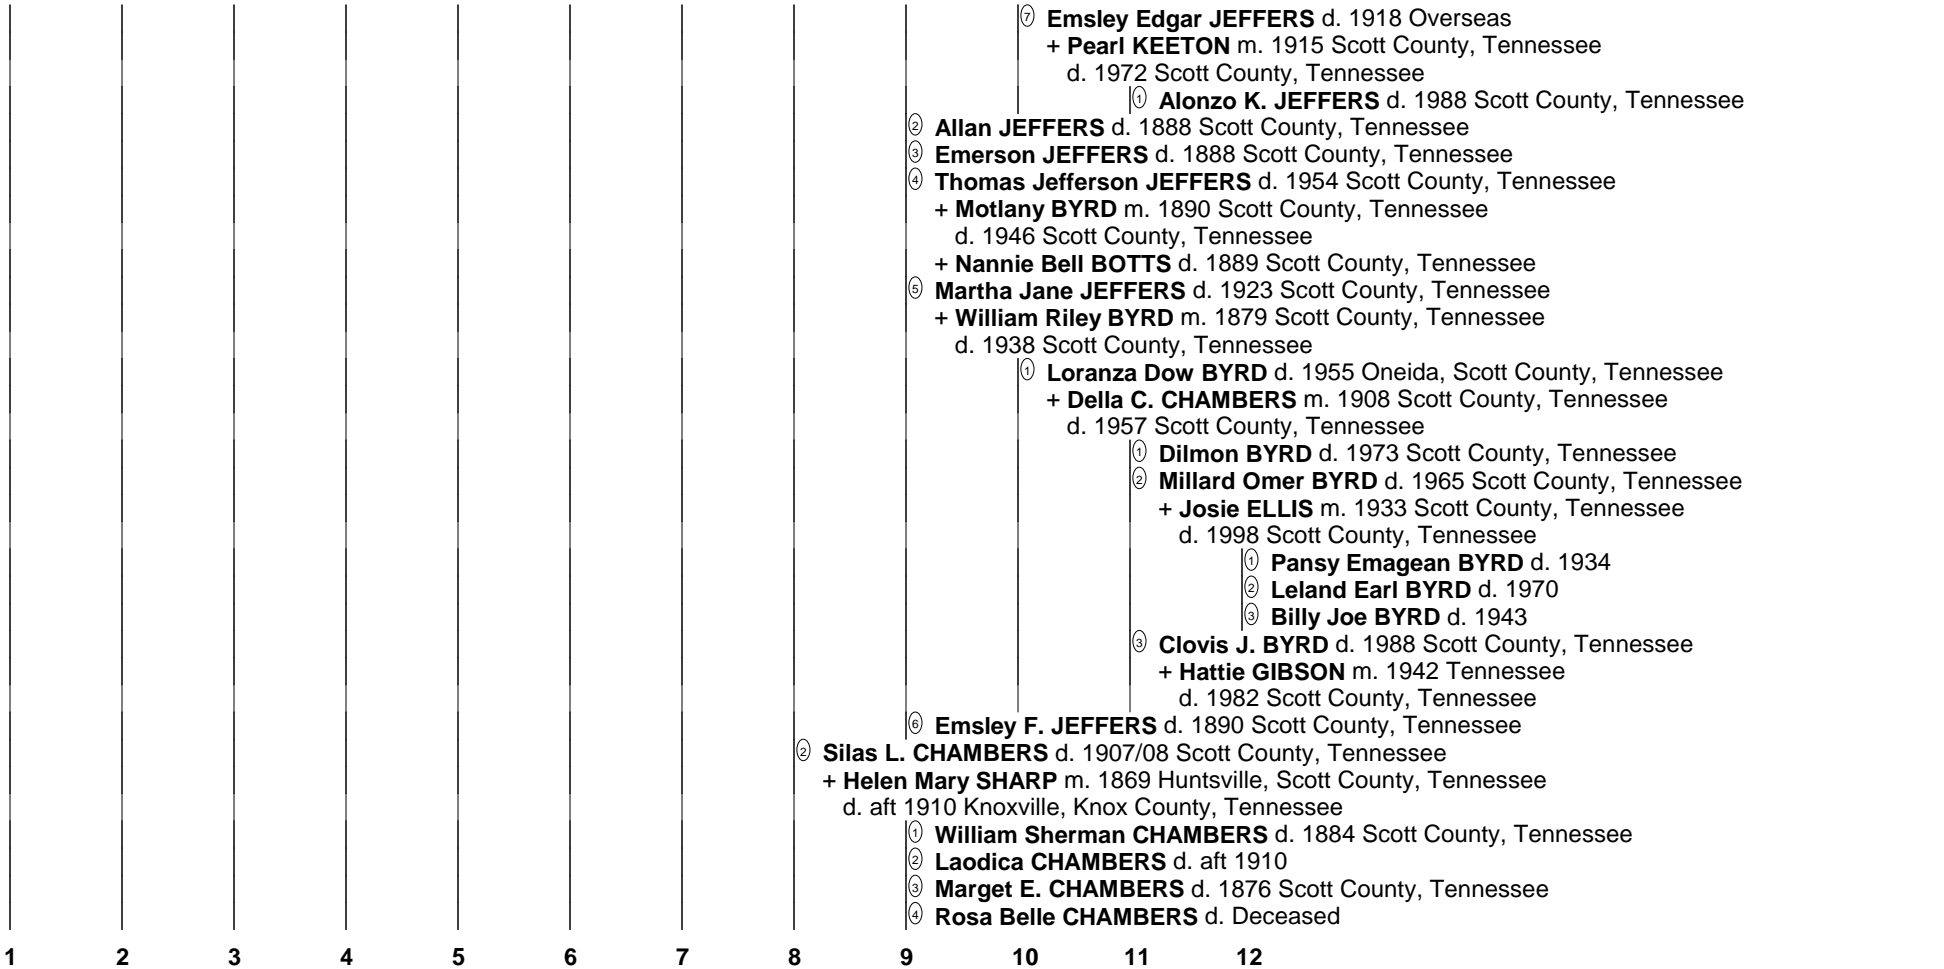 ⑦ Emsley Edgar JEFFERS d. 1918 Overseas
+ Pearl KEETON m. 1915 Scott County, Tennessee
d. 1972 Scott County, Tennessee
① Alonzo K. JEFFERS d. 1988 Scott County, Tennessee
② Allan JEFFERS d. 1888 Scott County, Tennessee
③ Emerson JEFFERS d. 1888 Scott County, Tennessee
④ Thomas Jefferson JEFFERS d. 1954 Scott County, Tennessee
+ Motlany BYRD m. 1890 Scott County, Tennessee
d. 1946 Scott County, Tennessee
+ Nannie Bell BOTTS d. 1889 Scott County, Tennessee
⑤ Martha Jane JEFFERS d. 1923 Scott County, Tennessee
+ William Riley BYRD m. 1879 Scott County, Tennessee
d. 1938 Scott County, Tennessee
① Loranza Dow BYRD d. 1955 Oneida, Scott County, Tennessee
+ Della C. CHAMBERS m. 1908 Scott County, Tennessee
d. 1957 Scott County, Tennessee
① Dilmon BYRD d. 1973 Scott County, Tennessee
② Millard Omer BYRD d. 1965 Scott County, Tennessee
+ Josie ELLIS m. 1933 Scott County, Tennessee
d. 1998 Scott County, Tennessee
① Pansy Emagean BYRD d. 1934
② Leland Earl BYRD d. 1970
③ Billy Joe BYRD d. 1943
③ Clovis J. BYRD d. 1988 Scott County, Tennessee
+ Hattie GIBSON m. 1942 Tennessee
d. 1982 Scott County, Tennessee
⑥ Emsley F. JEFFERS d. 1890 Scott County, Tennessee
② Silas L. CHAMBERS d. 1907/08 Scott County, Tennessee
+ Helen Mary SHARP m. 1869 Huntsville, Scott County, Tennessee
d. aft 1910 Knoxville, Knox County, Tennessee
① William Sherman CHAMBERS d. 1884 Scott County, Tennessee
② Laodica CHAMBERS d. aft 1910
③ Marget E. CHAMBERS d. 1876 Scott County, Tennessee
④ Rosa Belle CHAMBERS d. Deceased
1 2 3 4 5 6 7 8 9 10 11 12